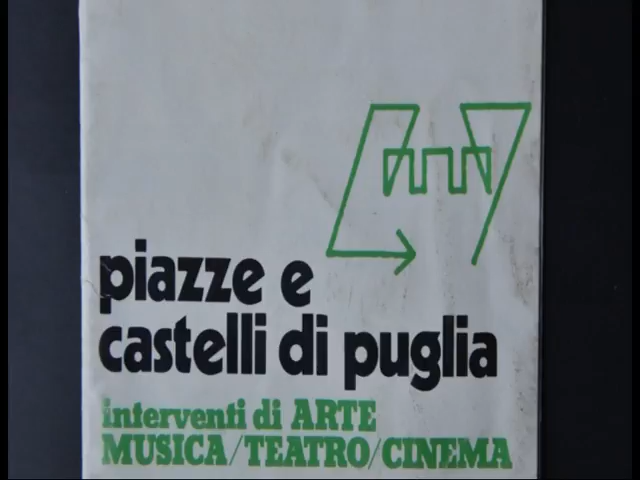 piazze e
castelli di puglia
interventi di ARTE
MUSICA/TEATRO/CINEMA